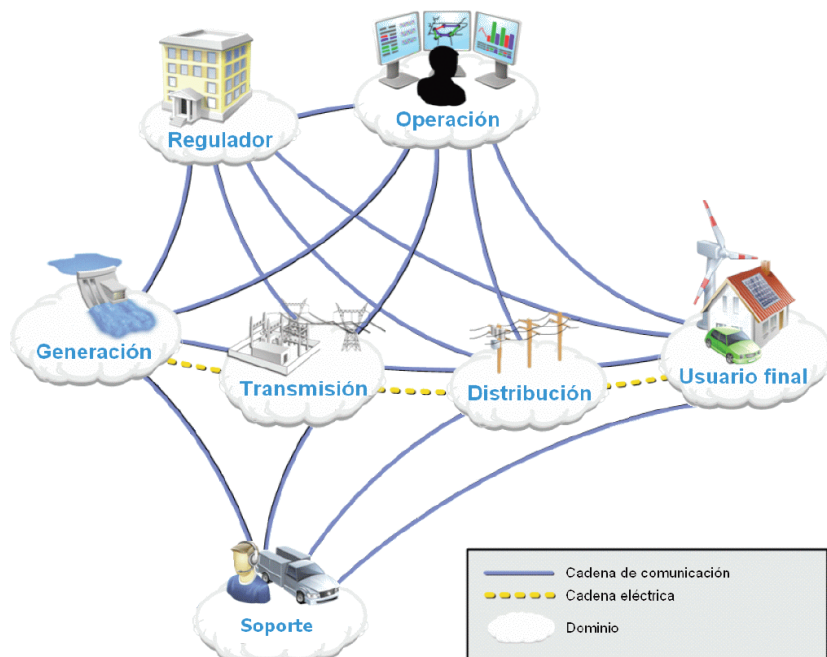 Operación
Regulador
Generación
Transmisión
Distribución
Usuario final
Soporte
Cadena de comunicación
Cadena eléctrica
Dominio